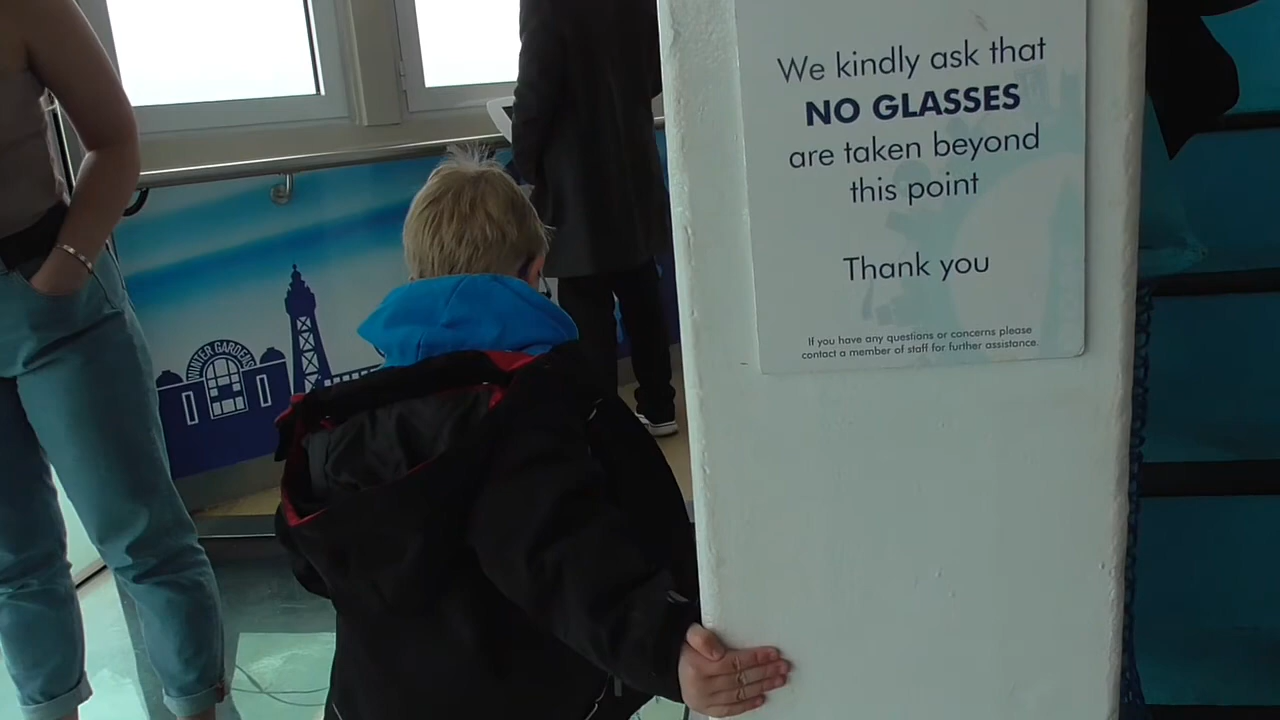 We kindly ask that
NO GLASSES
are taken beyond
this point
Thank you
If you have any questions or concerns please
contact a member of staff for further assistance.
WINTER GARDENS